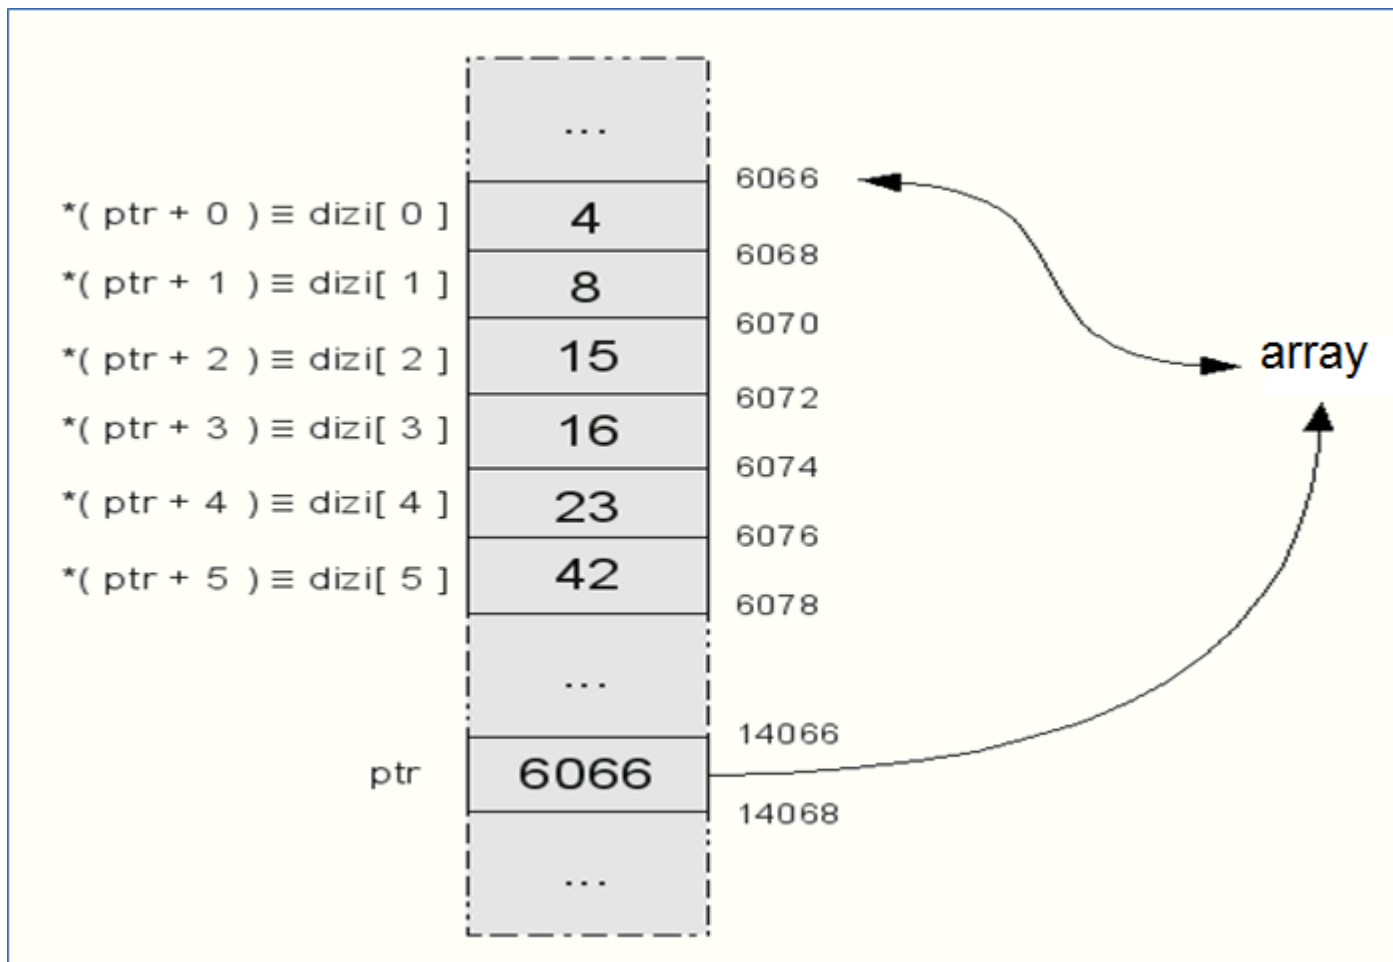 ...
6066
*( ptr + 0 ) ≡ dizi[ 0 ] 4
6068
*( ptr + 1 ) ≡ dizi[ 1 ] 8
6070
*( ptr + 2 ) ≡ dizi[ 2 ] 15
array
6072
*( ptr + 3 ) ≡ dizi[ 3 ] 16
6074
*( ptr + 4 ) ≡ dizi[ 4 ] 23
6076
*( ptr + 5 ) ≡ dizi[ 5 ] 42
6078
...
14066
ptr 6066
14068
...